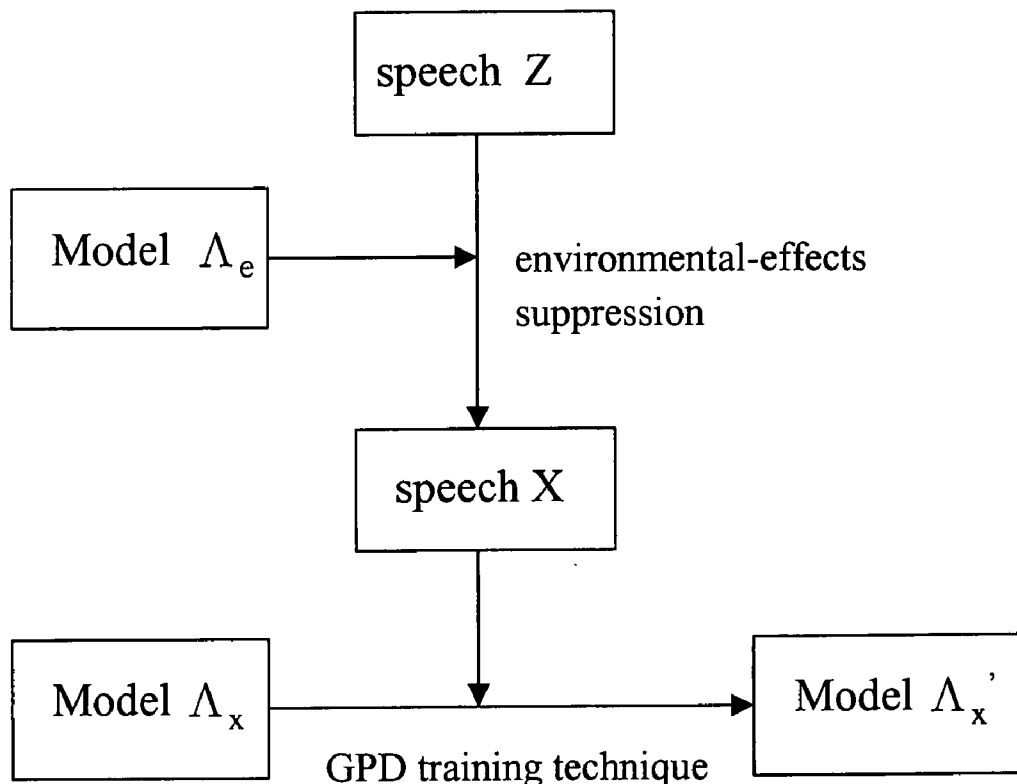 speech Z
Model Λe
environmental-effects
suppression
speech X
Model Λx
Model Λx’
GPD training technique